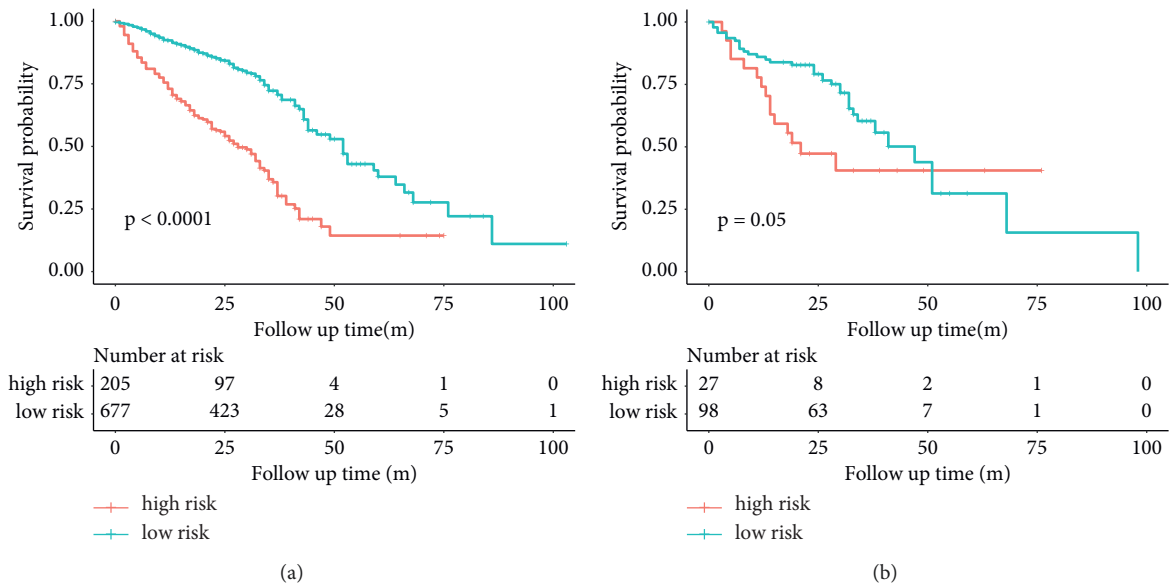 1.00
0.75
0.50
0.25
0.00
Survival probability
p < 0.0001
0 25 50 75 100
Follow up time(m)
Number at risk
high risk 205 97 4 1 0
low risk 677 423 28 5 1
0 25 50 75 100
Follow up time (m)
high risk
low risk
(a)
1.00
0.75
0.50
0.25
0.00
Survival probability
p = 0.05
0 25 50 75 100
Follow up time(m)
Number at risk
high risk 27 8 2 1 0
low risk 98 63 7 1 0
0 25 50 75 100
Follow up time (m)
high risk
low risk
(b)